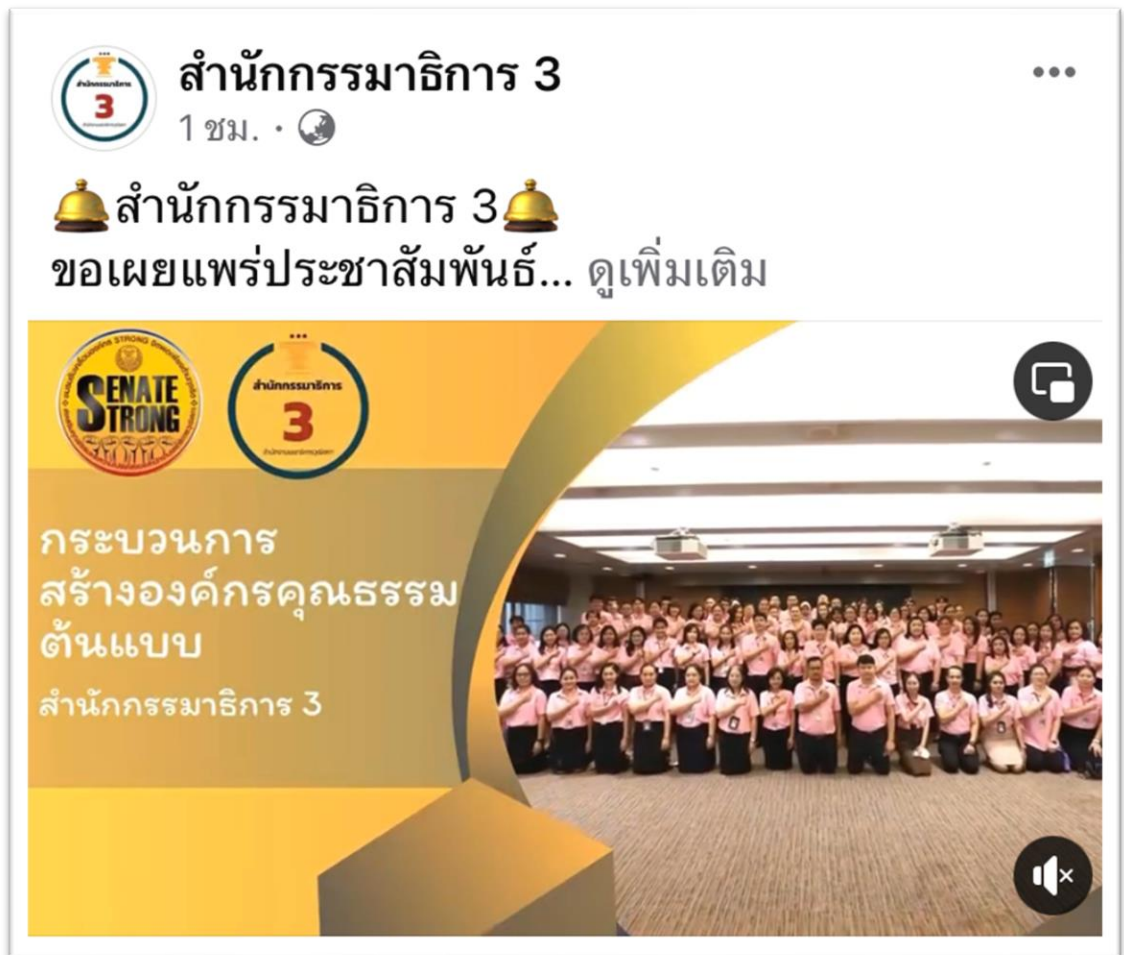 สำนักกรรมาธิการ 3
1 ชม. ·
สำนักกรรมาธิการ 3
ขอเผยแพร่ประชาสัมพันธ์... ดูเพิ่มเติม
SENATE
STRONG
สำนักกรรมาธิการ
3
กระบวนการ
สร้างองค์กรคุณธรรม
ต้นแบบ
สำนักกรรมาธิการ 3